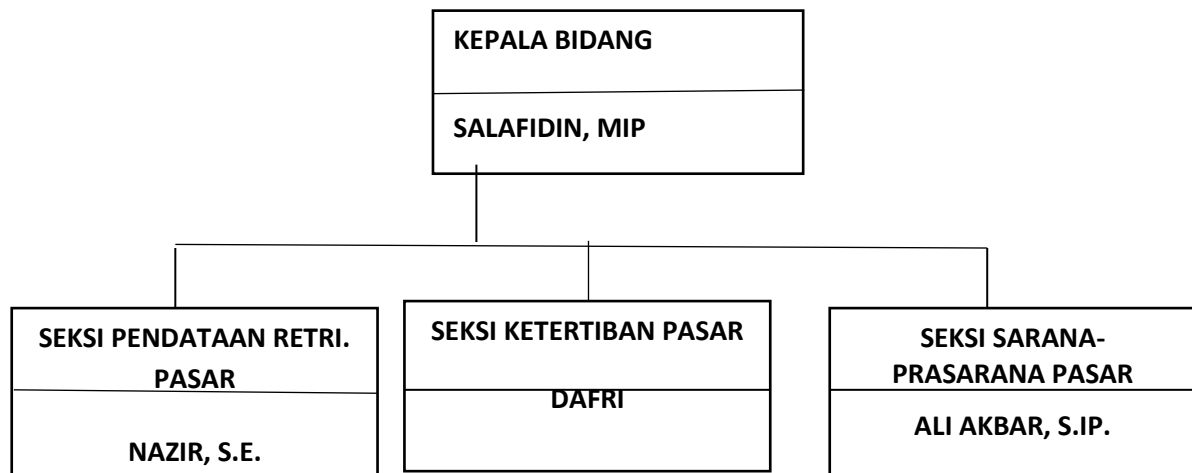 KEPALA BIDANG
SALAFIDIN, MIP
SEKSI PENDATAAN RETRI.
PASAR
NAZIR, S.E.
SEKSI KETERTIBAN PASAR
DAFRI
SEKSI SARANA-
PRASARANA PASAR
ALI AKBAR, S.IP.